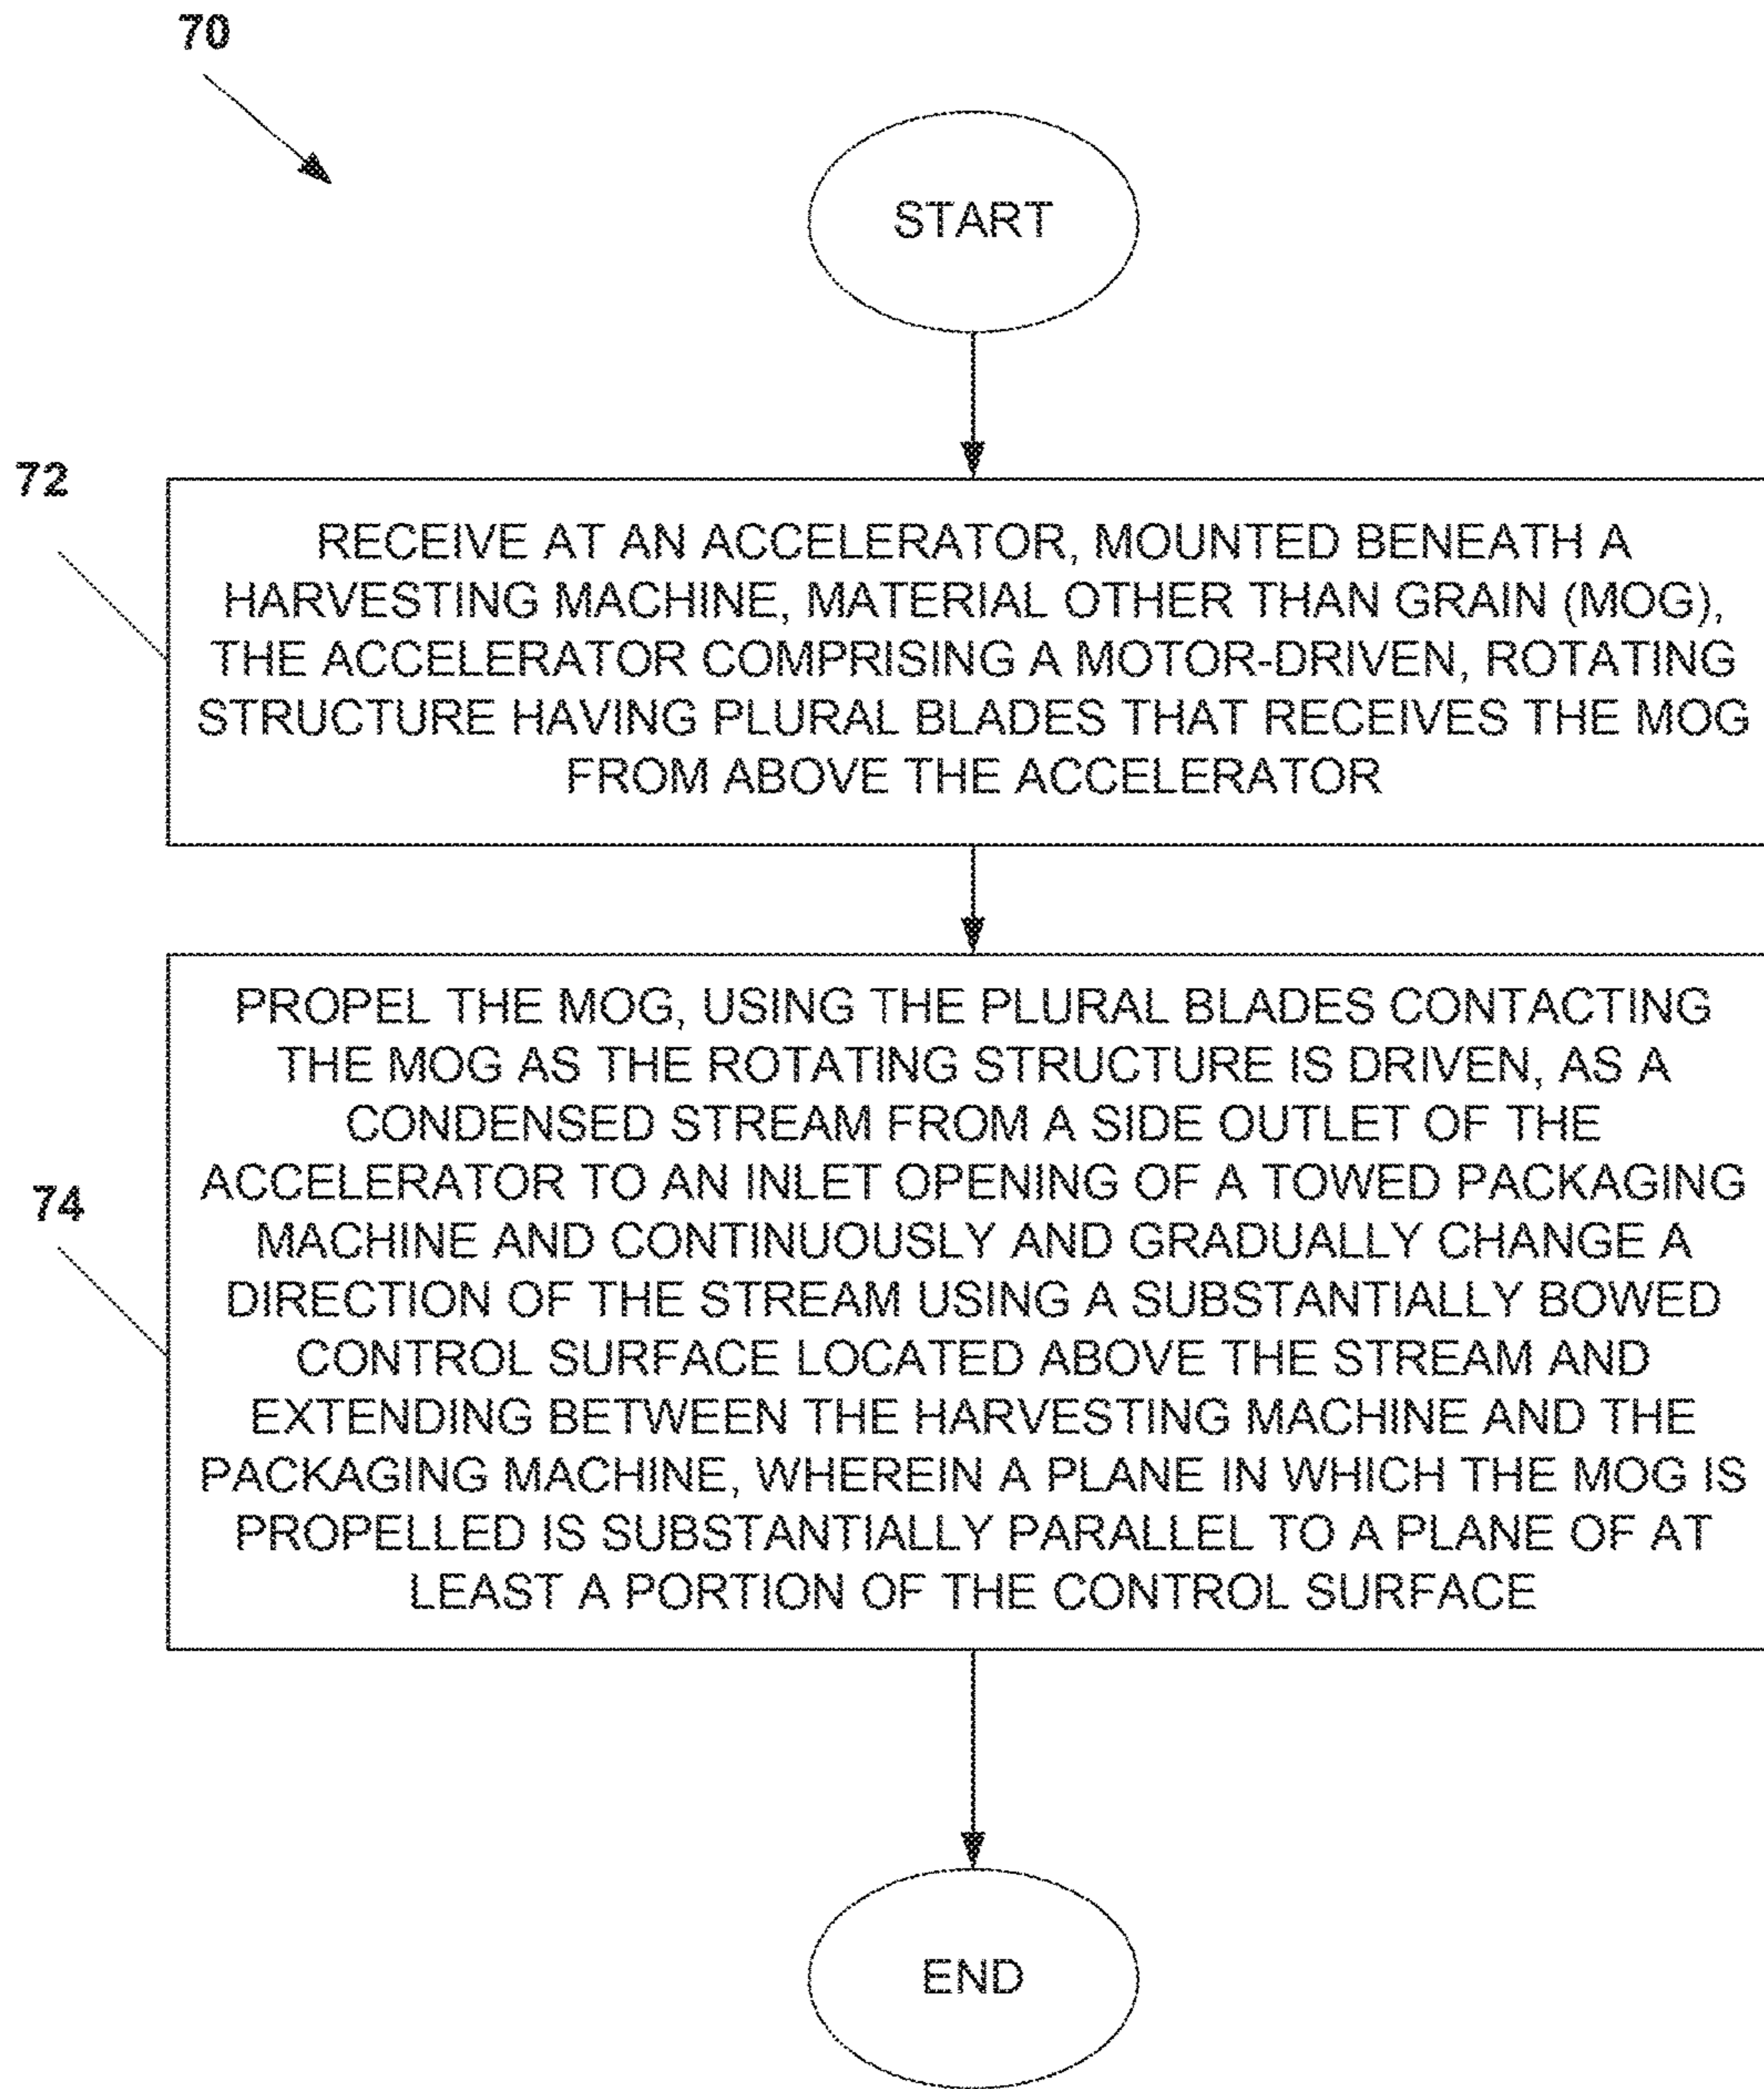 70
START
72
RECEIVE AT AN ACCELERATOR, MOUNTED BENEATH A
HARVESTING MACHINE, MATERIAL OTHER THAN GRAIN (MOG),
THE ACCELERATOR COMPRISING A MOTOR-DRIVEN, ROTATING
STRUCTURE HAVING PLURAL BLADES THAT RECEIVES THE MOG
FROM ABOVE THE ACCELERATOR
74
PROPEL THE MOG, USING THE PLURAL BLADES CONTACTING
THE MOG AS THE ROTATING STRUCTURE IS DRIVEN, AS A
CONDENSED STREAM FROM A SIDE OUTLET OF THE
ACCELERATOR TO AN INLET OPENING OF A TOWED PACKAGING
MACHINE AND CONTINUOUSLY AND GRADUALLY CHANGE A
DIRECTION OF THE STREAM USING A SUBSTANTIALLY BOWED
CONTROL SURFACE LOCATED ABOVE THE STREAM AND
EXTENDING BETWEEN THE HARVESTING MACHINE AND THE
PACKAGING MACHINE, WHEREIN A PLANE IN WHICH THE MOG IS
PROPELLED IS SUBSTANTIALLY PARALLEL TO A PLANE OF AT
LEAST A PORTION OF THE CONTROL SURFACE
END